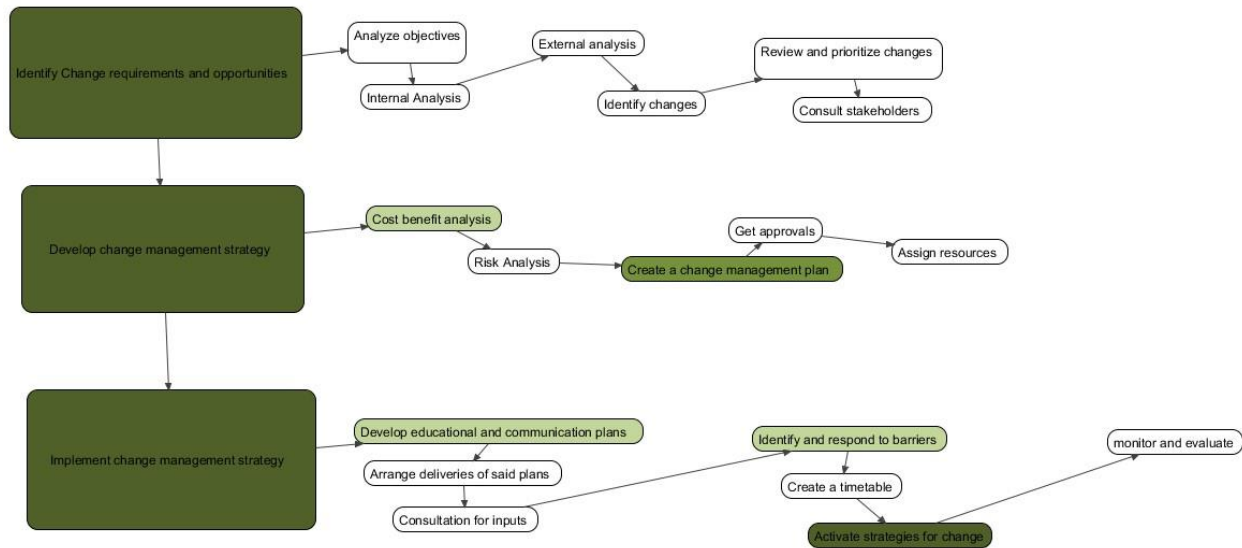 Identify Change requirements and opportunities
Analyze objectives
Internal Analysis
External analysis
Identify changes
Review and prioritize changes
Consult stakeholders
Develop change management strategy
Cost benefit analysis
Risk Analysis
Create a change management plan
Get approvals
Assign resources
Implement change management strategy
Develop educational and communication plans
Arrange deliveries of said plans
Consultation for inputs
Identify and respond to barriers
Create a timetable
Activate strategies for change
monitor and evaluate